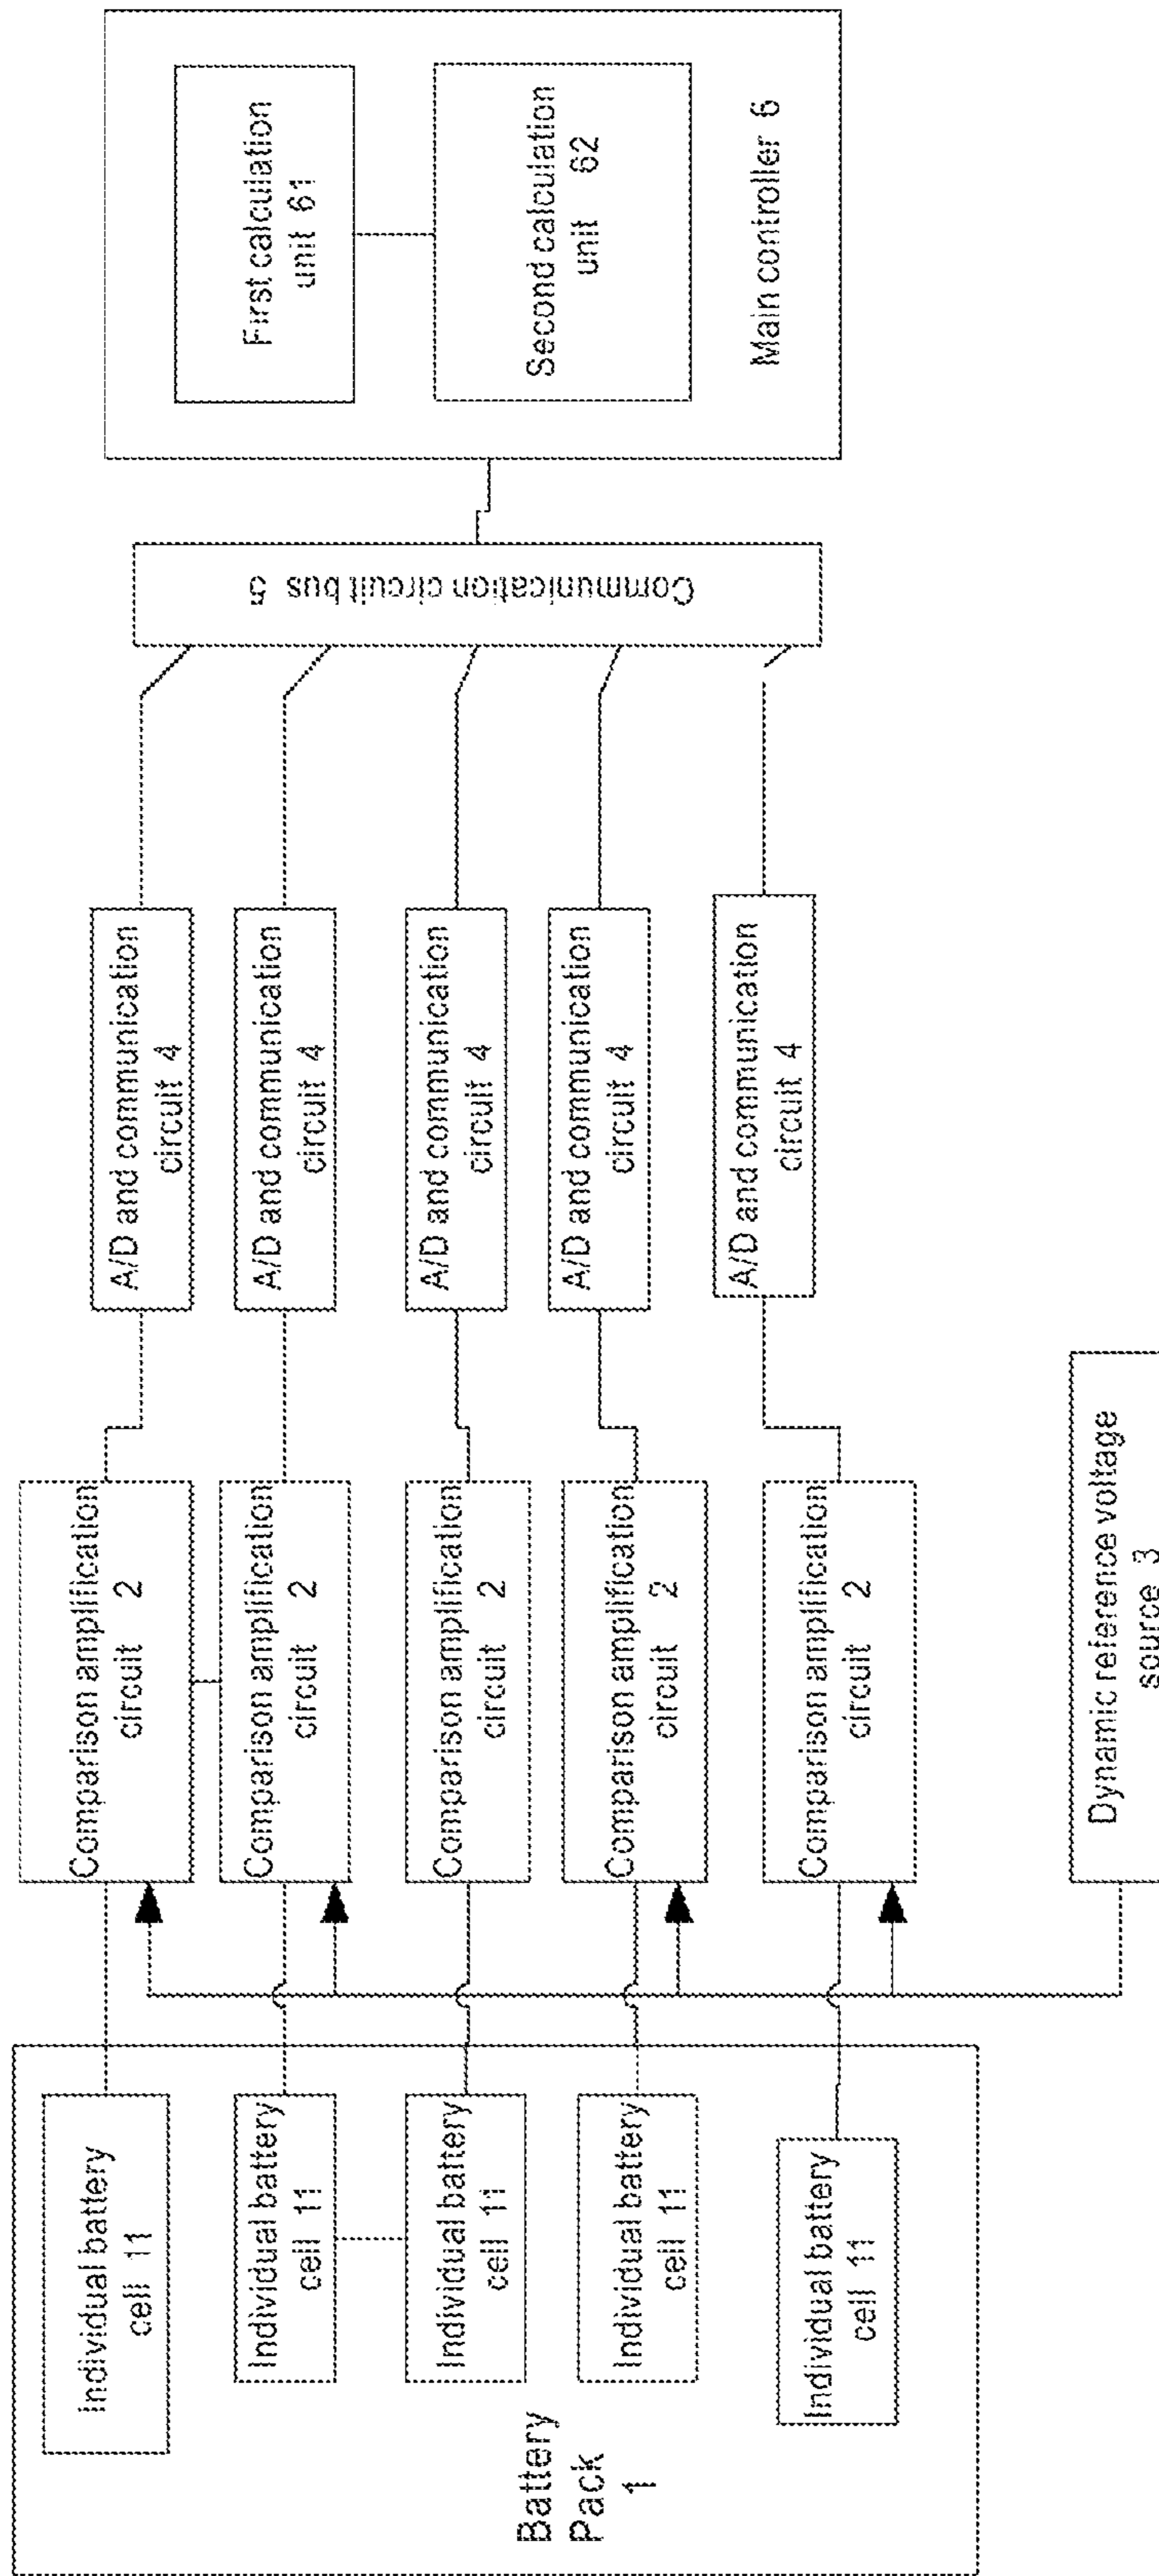 Battery
Pack
1
Individual battery
cell 11
Individual battery
cell 11
Individual battery
cell 11
Individual battery
cell 11
Individual battery
cell 11
Comparison amplification
circuit 2
Comparison amplification
circuit 2
Comparison amplification
circuit 2
Comparison amplification
circuit 2
Comparison amplification
circuit 2
Dynamic reference voltage
source 3
A/D and communication
circuit 4
A/D and communication
circuit 4
A/D and communication
circuit 4
A/D and communication
circuit 4
A/D and communication
circuit 4
Communication circuit bus 5
First calculation
unit 61
Second calculation
unit 62
Main controller 6